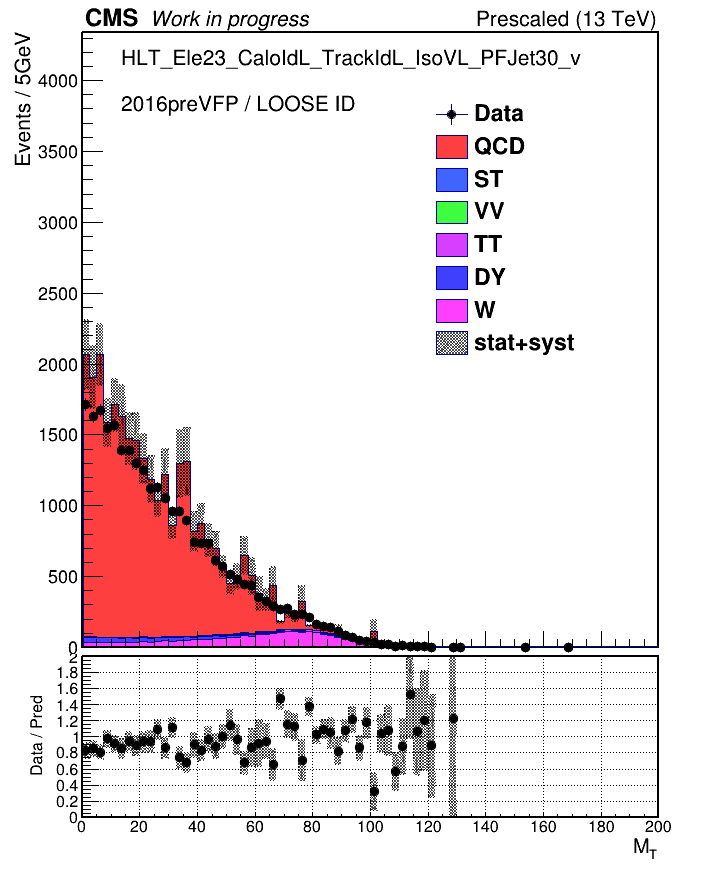 CMS Work in progress Prescaled (13 TeV)
Events / 5GeV
HLT_Ele23_CaloIdL_TrackIdL_IsoVL_PFJet30_v
2016preVFP / LOOSE ID
4000
3500
3000
2500
2000
1500
1000
500
0
Data
QCD
ST
VV
TT
DY
W
stat+syst
Data / Pred
2
1.8
1.6
1.4
1.2
1
0.8
0.6
0.4
0.2
0
0 20 40 60 80 100 120 140 160 180 200
M_T